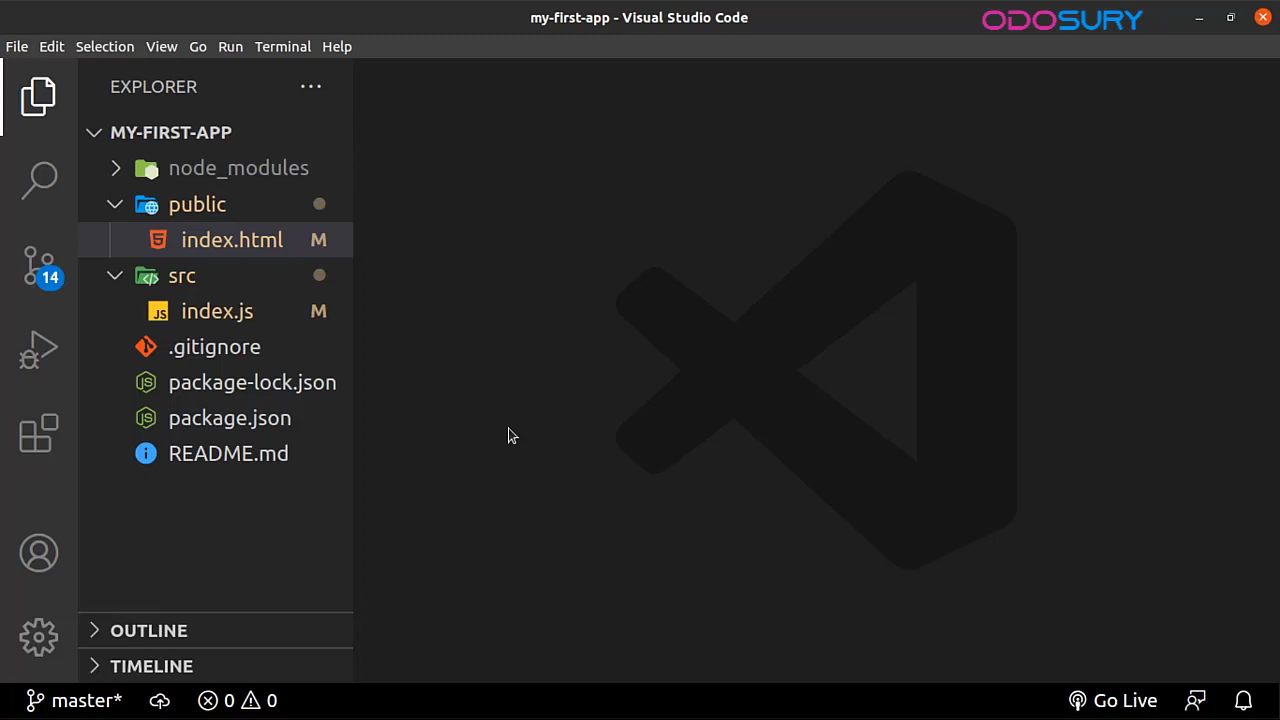 my-first-app - Visual Studio Code
ODOSURY
File Edit Selection View Go Run Terminal Help
EXPLORER
MY-FIRST-APP
node_modules
public
index.html M
src
JS index.js M
.gitignore
package-lock.json
package.json
README.md
14
OUTLINE
TIMELINE
master* 0 0 Go Live